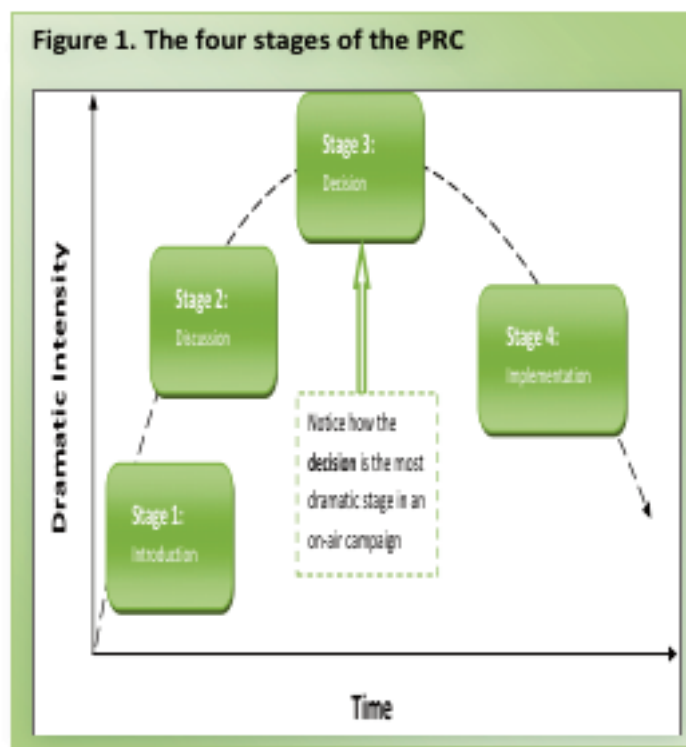 Figure 1. The four stages of the PRC
Dramatic Intensity
Stage 3:
Decision
Stage 2:
Discussion
Stage 4:
Implementation
Notice how the
decision is the most
dramatic stage in an
on-air campaign
Stage 1:
Introduction
Time